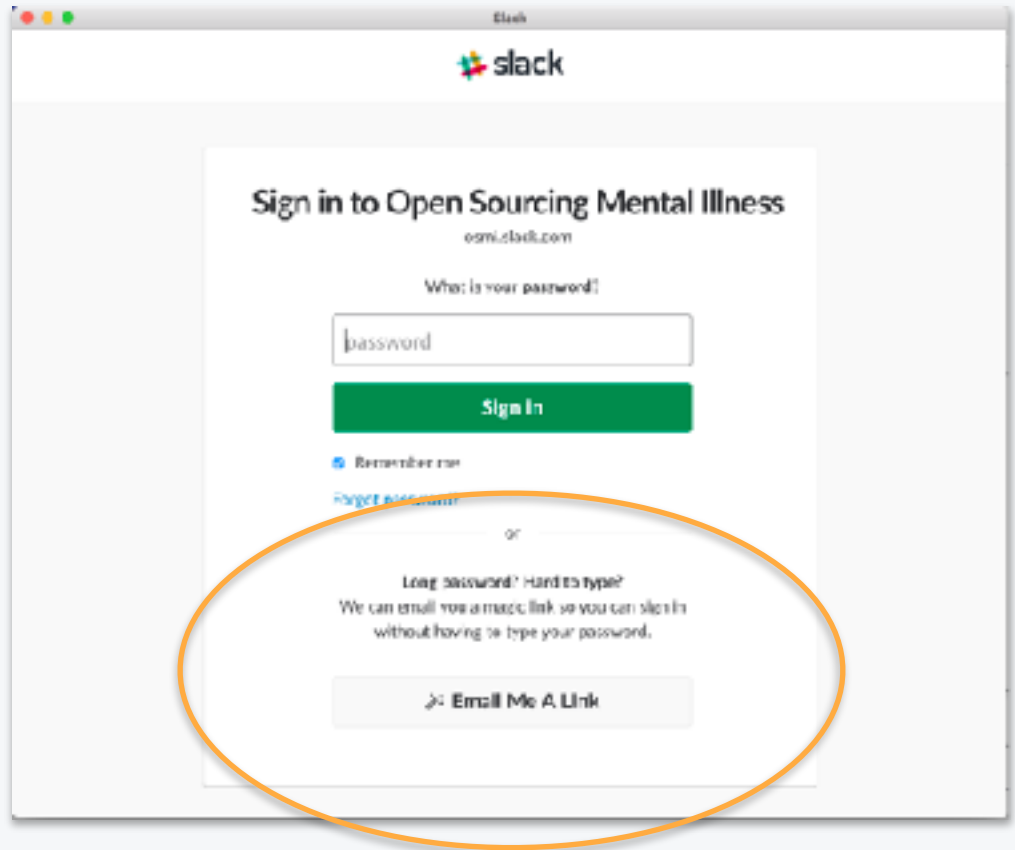 Slack
slack
Sign in to Open Sourcing Mental Illness
osmi.slack.com
What is your password?
password
Sign In
Remember me
Forgot password?
or
Long password? Hard to type?
We can email you a magic link so you can sign in
without having to type your password.
Email Me A Link